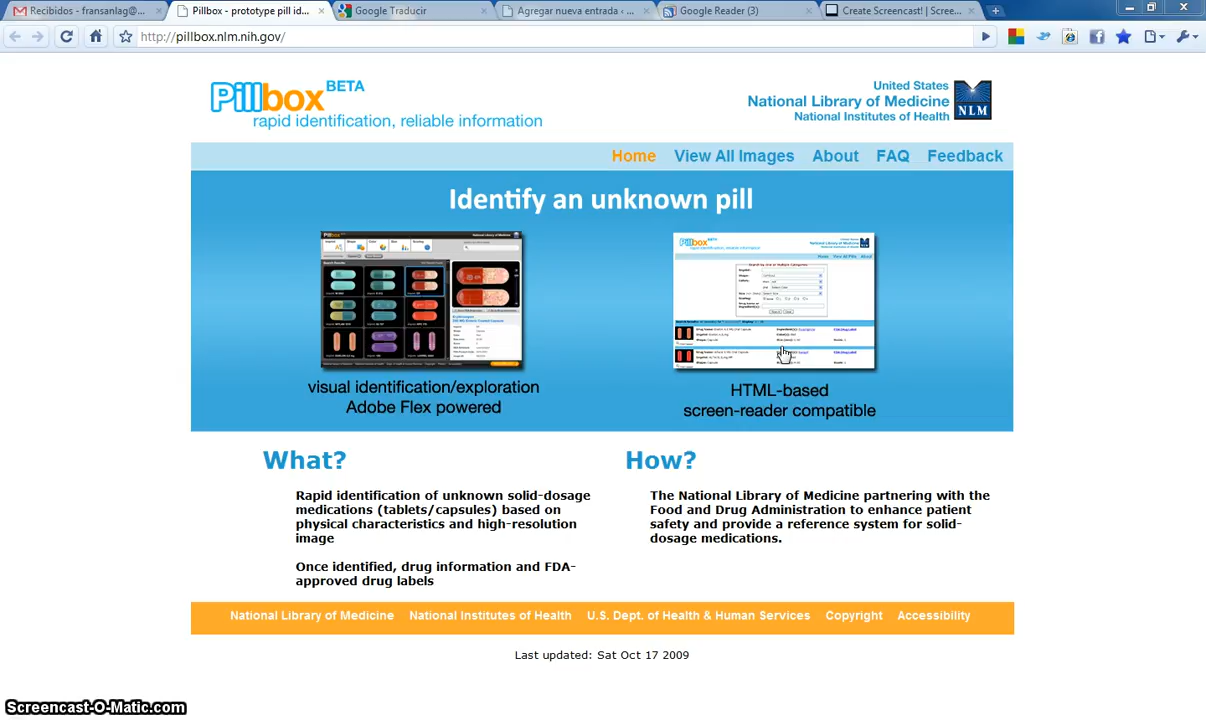 Recibidos - fransanlag@...
Pillbox - prototype pill id...
Google Traducir
Agregar nueva entrada ‹ ...
Google Reader (3)
Create Screencast! | Scree...
http://pillbox.nlm.nih.gov/
Pillbox BETA
rapid identification, reliable information
United States
National Library of Medicine
National Institutes of Health
NLM
Home View All Images About FAQ Feedback
Identify an unknown pill
visual identification/exploration
Adobe Flex powered
HTML-based
screen-reader compatible
What?
Rapid identification of unknown solid-dosage
medications (tablets/capsules) based on
physical characteristics and high-resolution
image
Once identified, drug information and FDA-
approved drug labels
How?
The National Library of Medicine partnering with the
Food and Drug Administration to enhance patient
safety and provide a reference system for solid-
dosage medications.
National Library of Medicine National Institutes of Health U.S. Dept. of Health & Human Services Copyright Accessibility
Last updated: Sat Oct 17 2009
Screencast-O-Matic.com